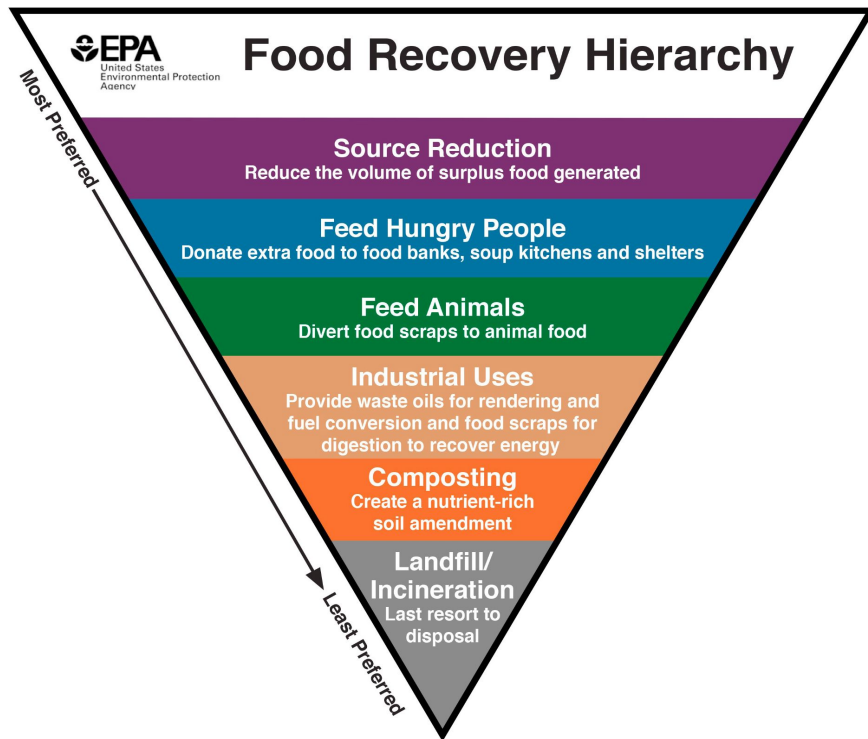 EPA
United States
Environmental Protection
Agency
Food Recovery Hierarchy
Most Preferred
Source Reduction
Reduce the volume of surplus food generated
Feed Hungry People
Donate extra food to food banks, soup kitchens and shelters
Feed Animals
Divert food scraps to animal food
Industrial Uses
Provide waste oils for rendering and
fuel conversion and food scraps for
digestion to recover energy
Composting
Create a nutrient-rich
soil amendment
Landfill/
Incineration
Last resort to
disposal
Least Preferred